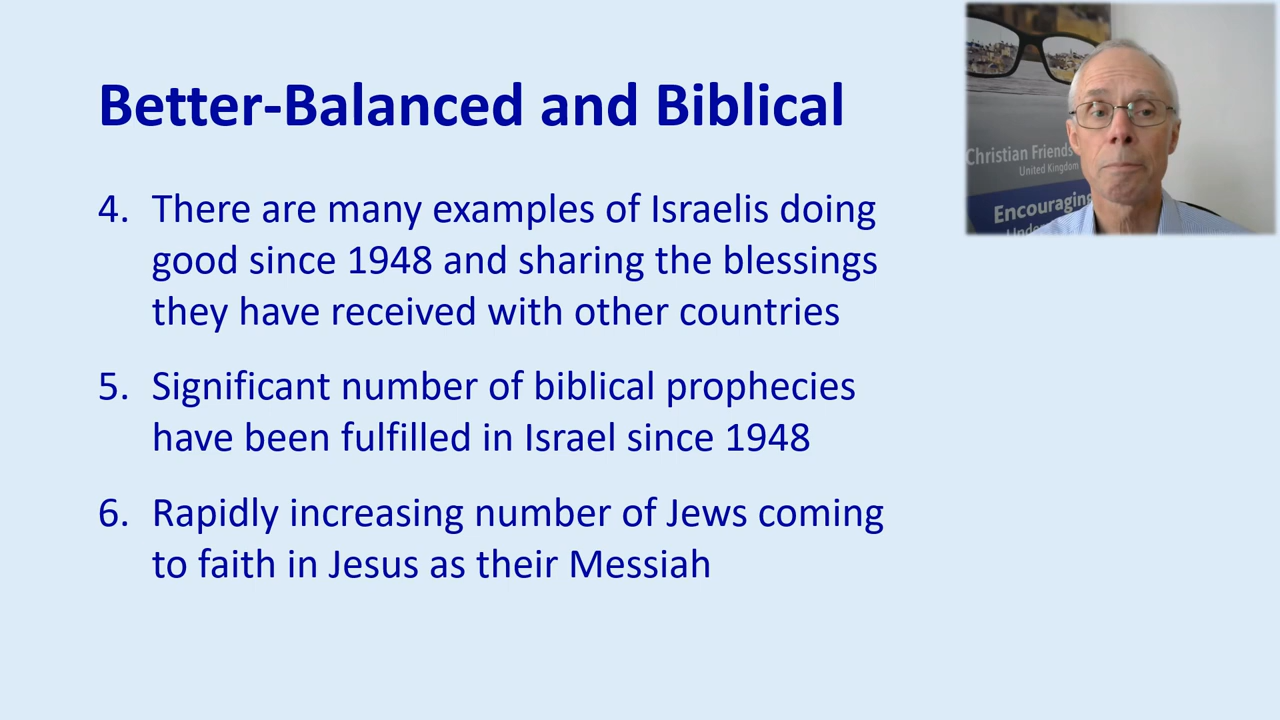 Better-Balanced and Biblical
4. There are many examples of Israelis doing
good since 1948 and sharing the blessings
they have received with other countries
5. Significant number of biblical prophecies
have been fulfilled in Israel since 1948
6. Rapidly increasing number of Jews coming
to faith in Jesus as their Messiah
Christian Friends
United Kingdom
Encouraging